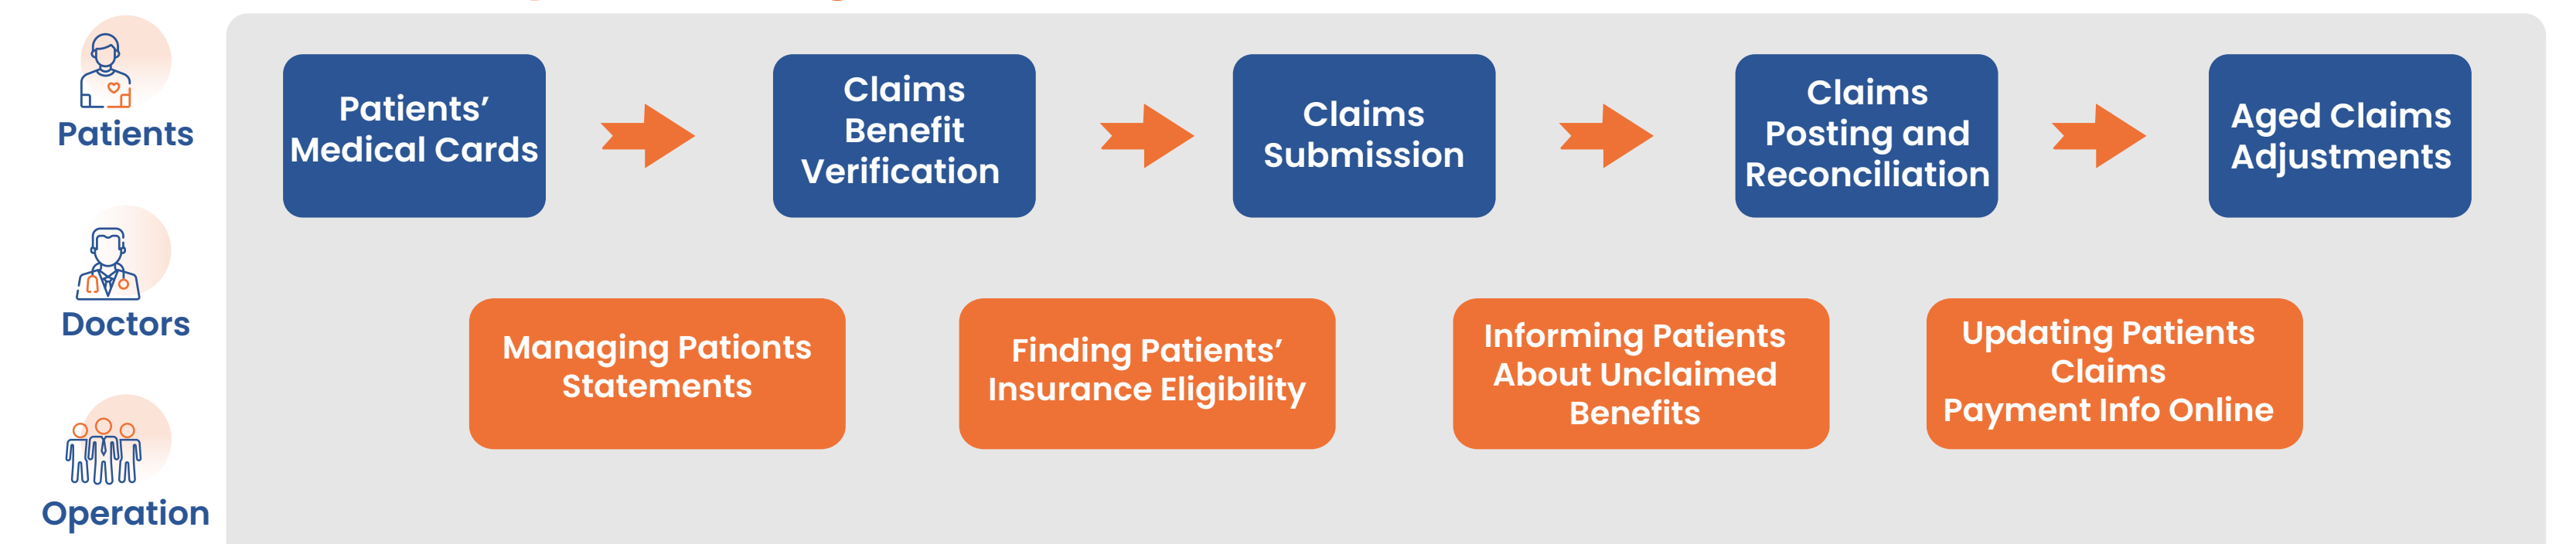 Patients
Patients’
Medical Cards
Claims
Benefit
Verification
Claims
Submission
Claims
Posting and
Reconciliation
Aged Claims
Adjustments
Doctors
Managing Pationts
Statements
Finding Patients’
Insurance Eligibility
Informing Patients
About Unclaimed
Benefits
Updating Patients
Claims
Payment Info Online
Operation